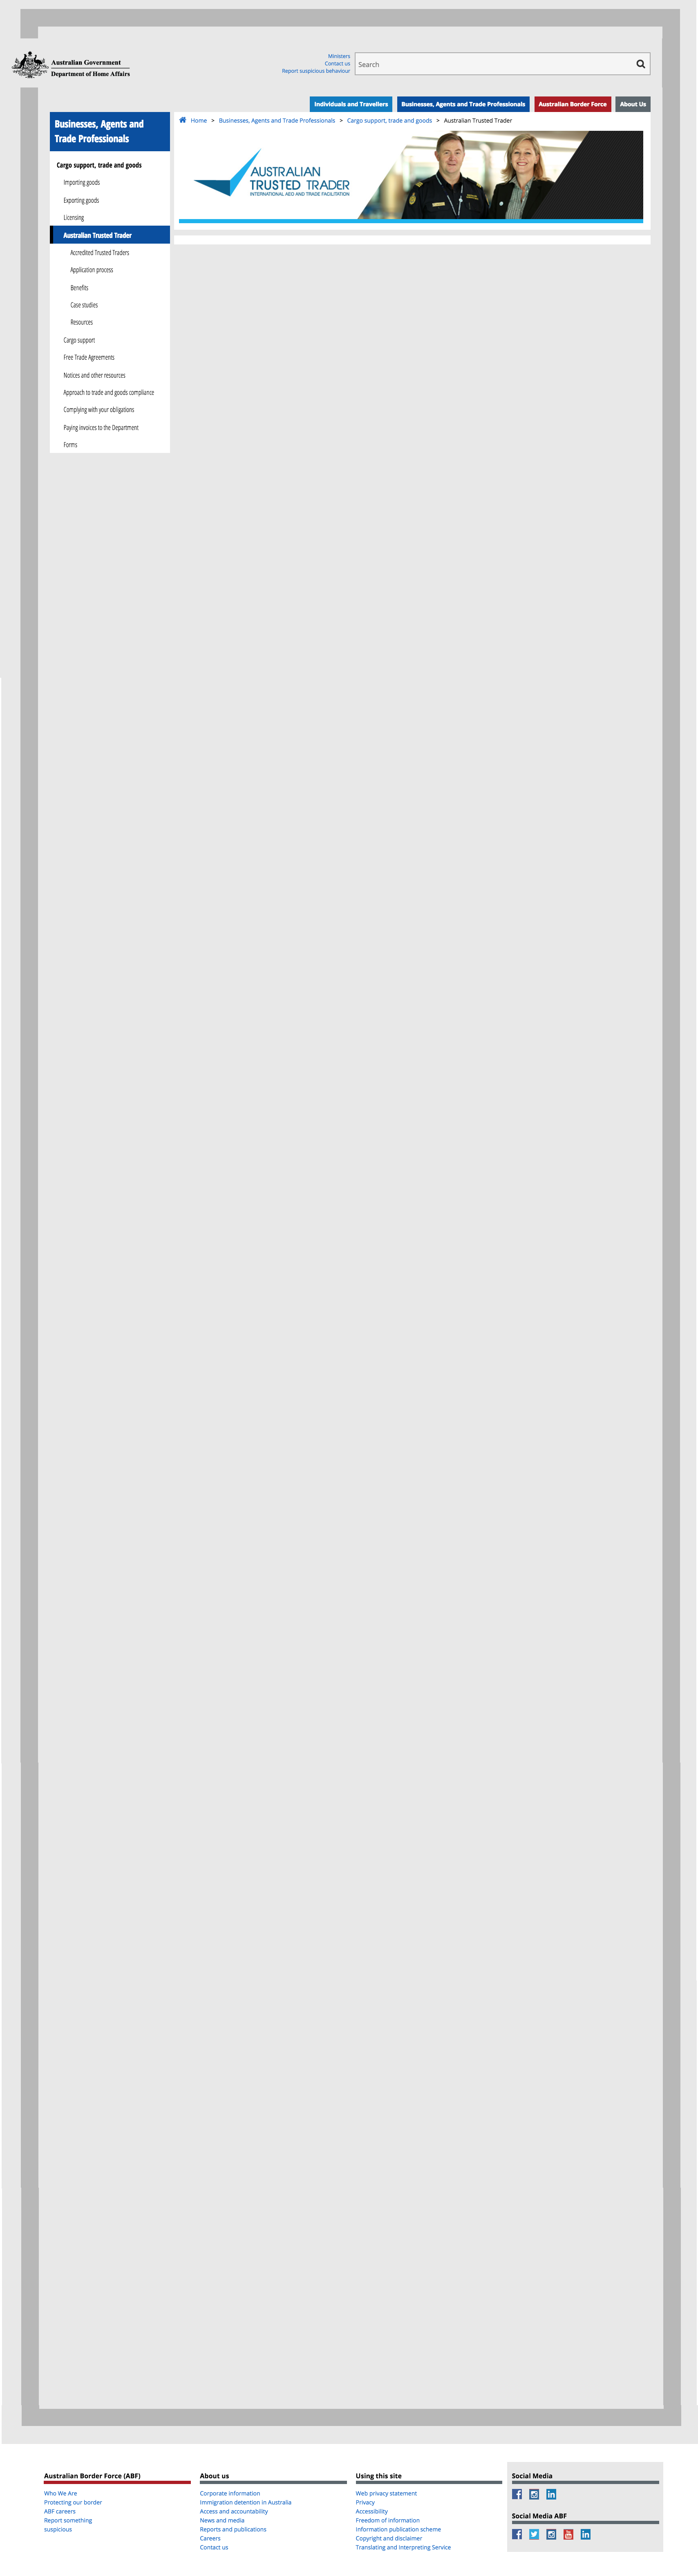 Australian Government
Department of Home Affairs
Ministers
Contact us
Report suspicious behaviour
Search
Individuals and Travellers
Businesses, Agents and Trade Professionals
Australian Border Force
About Us
Businesses, Agents and
Trade Professionals
Cargo support, trade and goods
Importing goods
Exporting goods
Licensing
Australian Trusted Trader
Accredited Trusted Traders
Application process
Benefits
Case studies
Resources
Cargo support
Free Trade Agreements
Notices and other resources
Approach to trade and goods compliance
Complying with your obligations
Paying invoices to the Department
Forms
Home > Businesses, Agents and Trade Professionals > Cargo support, trade and goods > Australian Trusted Trader
AUSTRALIAN
TRUSTED TRADER
INTERNATIONAL AEO AND TRADE FACILITATION
Australian Border Force (ABF)
Who We Are
Protecting our border
ABF careers
Report something
suspicious
About us
Corporate information
Immigration detention in Australia
Access and accountability
News and media
Reports and publications
Careers
Contact us
Using this site
Web privacy statement
Privacy
Accessibility
Freedom of information
Information publication scheme
Copyright and disclaimer
Translating and Interpreting Service
Social Media
Social Media ABF